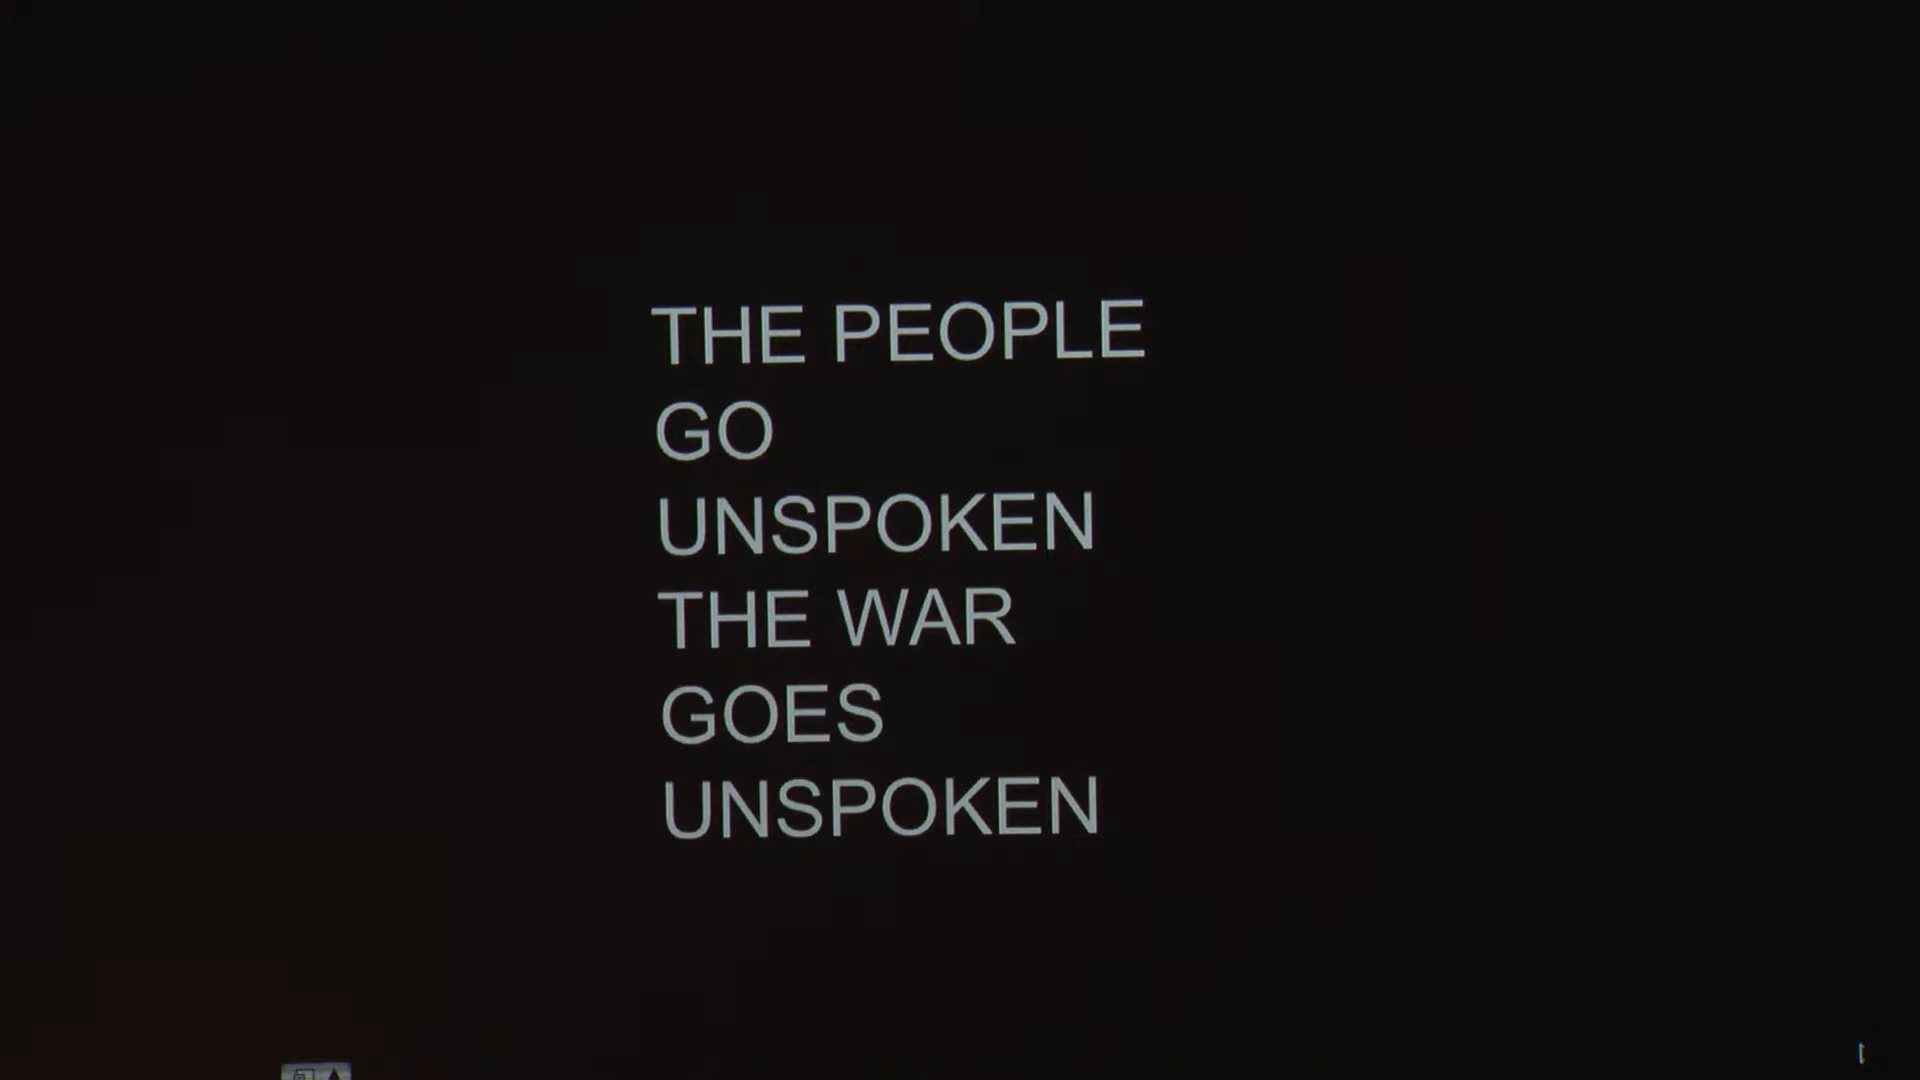 THE PEOPLE
GO
UNSPOKEN
THE WAR
GOES
UNSPOKEN